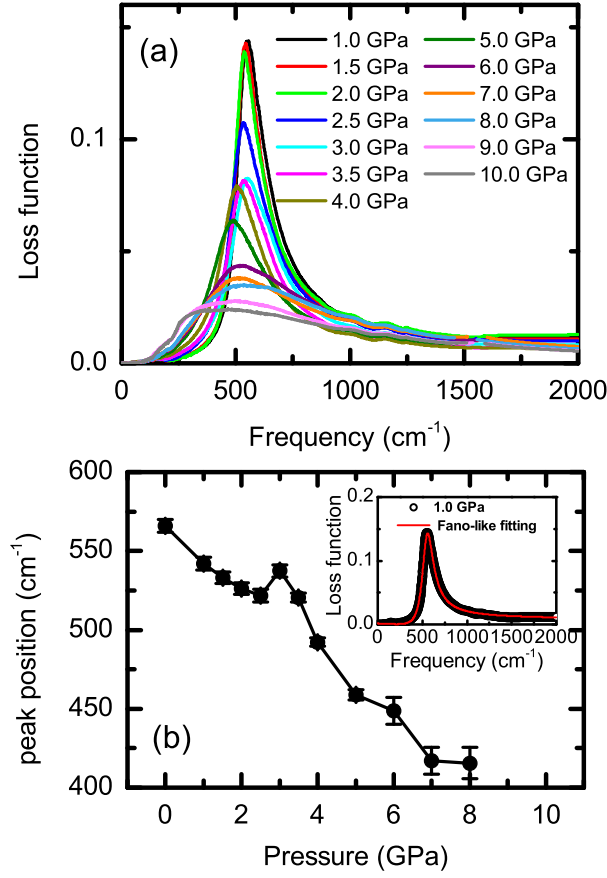 (a)
1.0 GPa 5.0 GPa
1.5 GPa 6.0 GPa
2.0 GPa 7.0 GPa
2.5 GPa 8.0 GPa
3.0 GPa 9.0 GPa
3.5 GPa 10.0 GPa
4.0 GPa
0.1
0.0
Loss function
0 500 1000 1500 2000
Frequency (cm⁻¹)
600
550
500
450
400
peak position (cm⁻¹)
0.2
0.1
0.0
Loss function
1.0 GPa
Fano-like fitting
0 500 1000 1500 2000
Frequency (cm⁻¹)
(b)
0 2 4 6 8 10
Pressure (GPa)